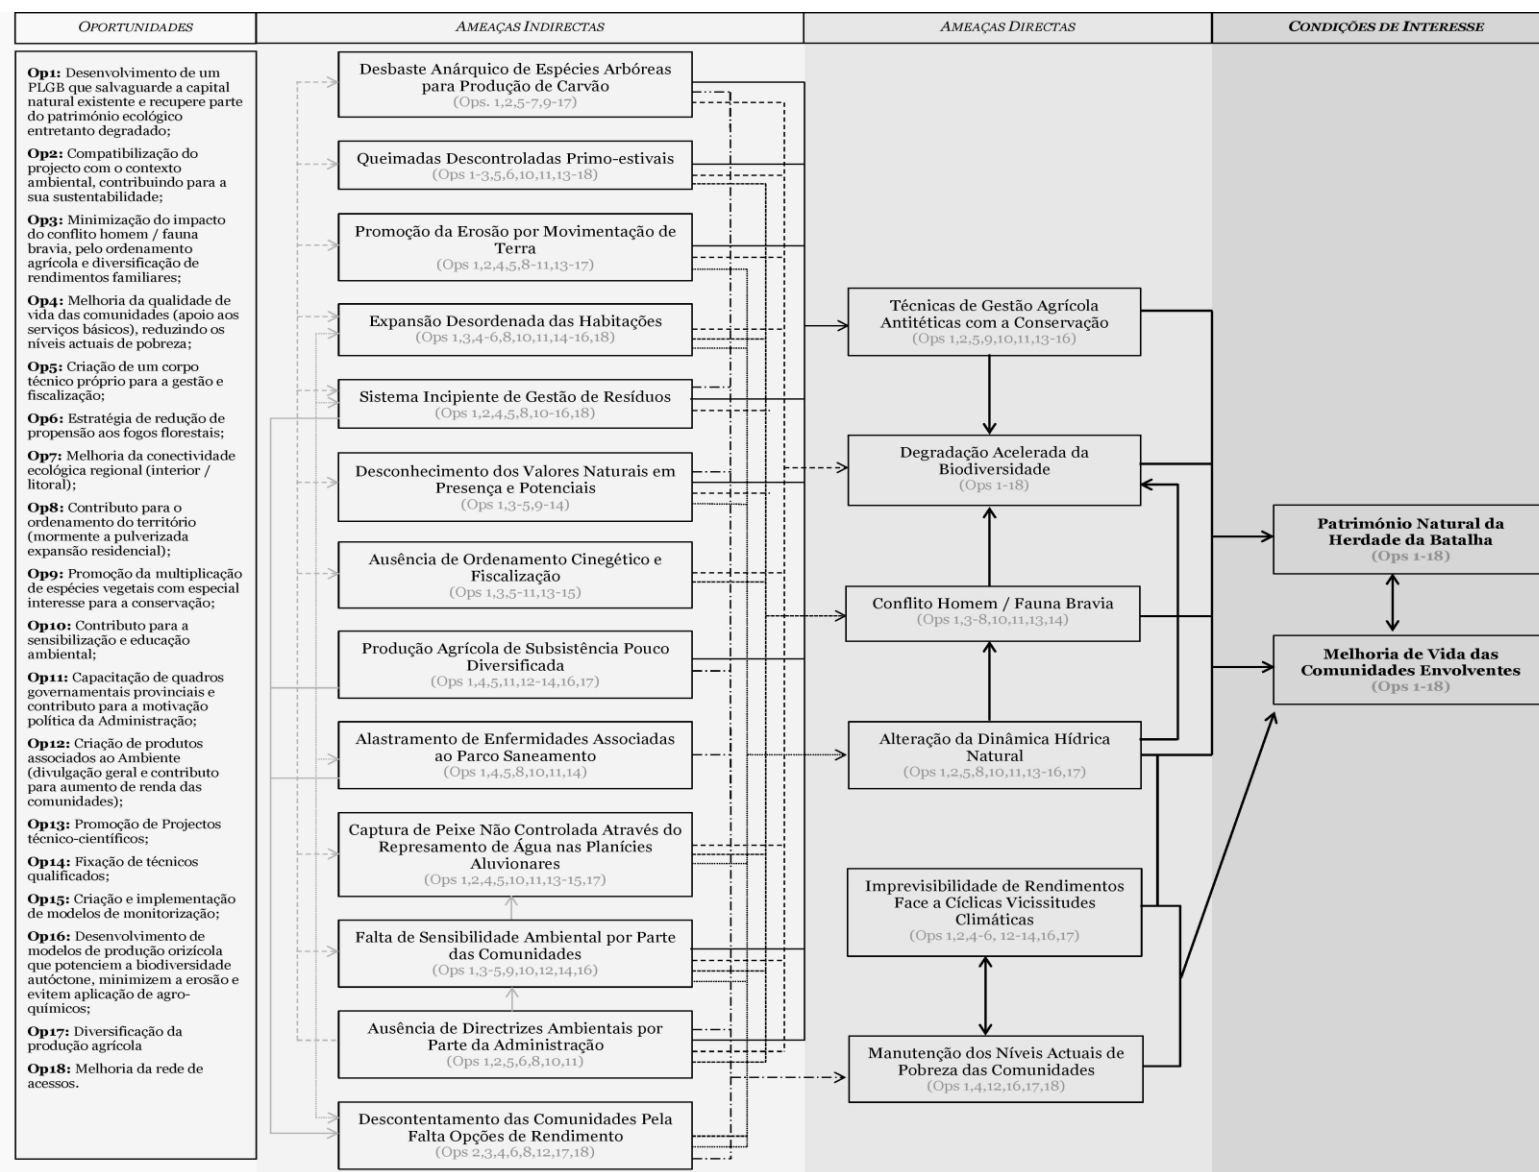 OPORTUNIDADES
AMEAÇAS INDIRECTAS
AMEAÇAS DIRECTAS
CONDIÇÕES DE INTERESSE
Op1: Desenvolvimento de um
PLGB que salvaguarde a capital
natural existente e recupere parte
do património ecológico
entretanto degradado;
Op2: Compatibilização do
projecto com o contexto
ambiental, contribuindo para a
sua sustentabilidade;
Op3: Minimização do impacto
do conflito homem / fauna
bravia, pelo ordenamento
agrícola e diversificação de
rendimentos familiares;
Op4: Melhoria da qualidade de
vida das comunidades (apoio aos
serviços básicos), reduzindo os
níveis actuais de pobreza;
Op5: Criação de um corpo
técnico próprio para a gestão e
fiscalização;
Op6: Estratégia de redução de
propensão aos fogos florestais;
Op7: Melhoria da conectividade
ecológica regional (interior /
litoral);
Op8: Contributo para o
ordenamento do território
(mormente a pulverizada
expansão residencial);
Op9: Promoção da multiplicação
de espécies vegetais com especial
interesse para a conservação;
Op10: Contributo para a
sensibilização e educação
ambiental;
Op11: Capacitação de quadros
governamentais provinciais e
contributo para a motivação
política da Administração;
Op12: Criação de produtos
associados ao Ambiente
(divulgação geral e contributo
para aumento de renda das
comunidades);
Op13: Promoção de Projectos
técnico-científicos;
Op14: Fixação de técnicos
qualificados;
Op15: Criação e implementação
de modelos de monitorização;
Op16: Desenvolvimento de
modelos de produção orizícola
que potenciem a biodiversidade
autóctone, minimizem a erosão e
evitem aplicação de agro-
químicos;
Op17: Diversificação da
produção agrícola
Op18: Melhoria da rede de
acessos.
Desbaste Anárquico de Espécies Arbóreas
para Produção de Carvão
(Ops. 1,2,5-7,9-17)
Queimadas Descontroladas Primo-estivais
(Ops 1-3,5,6,10,11,13-18)
Promoção da Erosão por Movimentação de
Terra
(Ops 1,2,4,5,8-11,13-17)
Expansão Desordenada das Habitações
(Ops 1,3,4-6,8,10,11,14-16,18)
Sistema Incipiente de Gestão de Resíduos
(Ops 1,2,4,5,8,10-16,18)
Desconhecimento dos Valores Naturais em
Presença e Potenciais
(Ops 1,3-5,9-14)
Ausência de Ordenamento Cinegético e
Fiscalização
(Ops 1,3,5-11,13-15)
Produção Agrícola de Subsistência Pouco
Diversificada
(Ops 1,4,5,11,12-14,16,17)
Alastramento de Enfermidades Associadas
ao Parco Saneamento
(Ops 1,4,5,8,10,11,14)
Captura de Peixe Não Controlada Através do
Represamento de Água nas Planícies
Aluvionares
(Ops 1,2,4,5,10,11,13-15,17)
Falta de Sensibilidade Ambiental por Parte
das Comunidades
(Ops 1,3-5,9,10,12,14,16)
Ausência de Directrizes Ambientais por
Parte da Administração
(Ops 1,2,5,6,8,10,11)
Descontentamento das Comunidades Pela
Falta Opções de Rendimento
(Ops 2,3,4,6,8,12,17,18)
Técnicas de Gestão Agrícola
Antitéticas com a Conservação
(Ops 1,2,5,9,10,11,13-16)
Degradação Acelerada da
Biodiversidade
(Ops 1-18)
Conflito Homem / Fauna Bravia
(Ops 1,3-8,10,11,13,14)
Alteração da Dinâmica Hídrica
Natural
(Ops 1,2,5,8,10,11,13-16,17)
Imprevisibilidade de Rendimentos
Face a Cíclicas Vicissitudes
Climáticas
(Ops 1,2,4-6, 12-14,16,17)
Manutenção dos Níveis Actuais de
Pobreza das Comunidades
(Ops 1,4,12,16,17,18)
Património Natural da
Herdade da Batalha
(Ops 1-18)
Melhoria de Vida das
Comunidades Envolventes
(Ops 1-18)